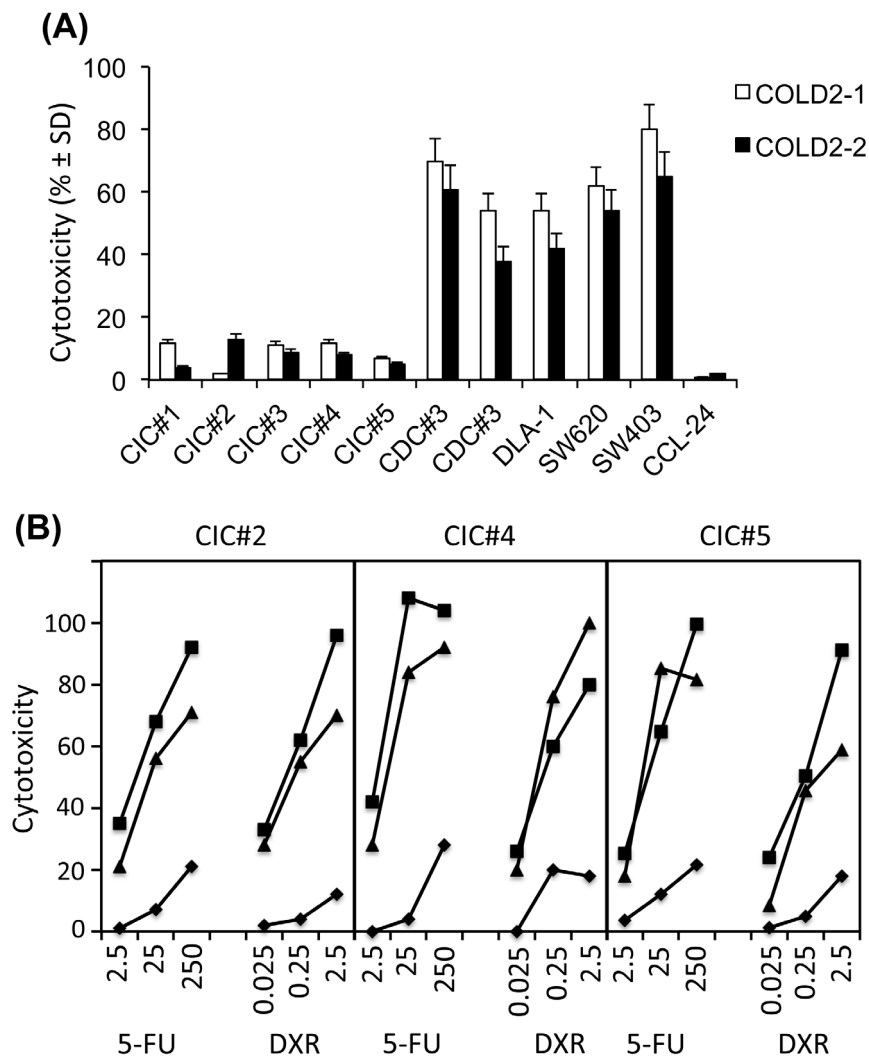 (A)
Cytotoxicity (% ± SD)
100
80
60
40
20
0
COLD2-1
COLD2-2
CIC#1
CIC#2
CIC#3
CIC#4
CIC#5
CDC#3
CDC#3
DLA-1
SW620
SW403
CCL-24
(B)
CIC#2 CIC#4 CIC#5
Cytotoxicity
100
80
60
40
20
0
2.5 25 250 0.025 0.25 2.5 2.5 25 250 0.025 0.25 2.5 2.5 25 250 0.025 0.25 2.5
5-FU DXR 5-FU DXR 5-FU DXR